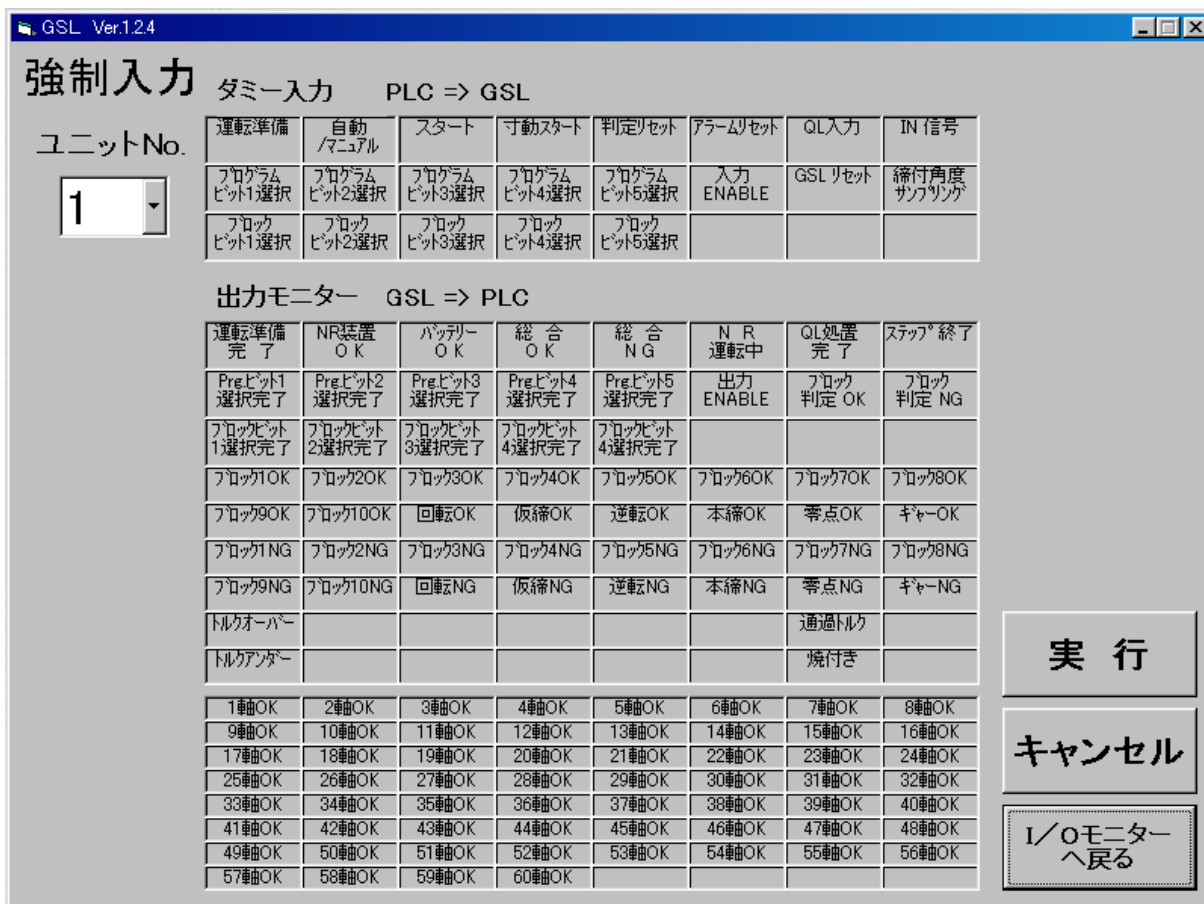 GSL Ver.1.2.4
強制入力
ダミー入力 PLC => GSL
ユニットNo.
1
運転準備 自動/マニュアル スタート 寸動スタート 判定リセット アラームリセット QL入力 IN 信号
プログラムビット1選択 プログラムビット2選択 プログラムビット3選択 プログラムビット4選択 プログラムビット5選択 入力ENABLE GSL リセット 締付角度サンプリング
ブロックビット1選択 ブロックビット2選択 ブロックビット3選択 ブロックビット4選択 ブロックビット5選択
出力モニター GSL => PLC
運転準備完 了 NR装置O K バッテリーO K 総 合O K 総 合N G N R運転中 QL処置完 了 ステップ終了
Prg.ビット1選択完了 Prg.ビット2選択完了 Prg.ビット3選択完了 Prg.ビット4選択完了 Prg.ビット5選択完了 出力ENABLE ブロック判定 OK ブロック判定 NG
ブロックビット1選択完了 ブロックビット2選択完了 ブロックビット3選択完了 ブロックビット4選択完了 ブロックビット4選択完了
ブロック1OK ブロック2OK ブロック3OK ブロック4OK ブロック5OK ブロック6OK ブロック7OK ブロック8OK
ブロック9OK ブロック10OK 回転OK 仮締OK 逆転OK 本締OK 零点OK ギャーOK
ブロック1NG ブロック2NG ブロック3NG ブロック4NG ブロック5NG ブロック6NG ブロック7NG ブロック8NG
ブロック9NG ブロック10NG 回転NG 仮締NG 逆転NG 本締NG 零点NG ギャーNG
トルクオーバー 通過トルク
トルクアンダー 焼付き
1軸OK 2軸OK 3軸OK 4軸OK 5軸OK 6軸OK 7軸OK 8軸OK
9軸OK 10軸OK 11軸OK 12軸OK 13軸OK 14軸OK 15軸OK 16軸OK
17軸OK 18軸OK 19軸OK 20軸OK 21軸OK 22軸OK 23軸OK 24軸OK
25軸OK 26軸OK 27軸OK 28軸OK 29軸OK 30軸OK 31軸OK 32軸OK
33軸OK 34軸OK 35軸OK 36軸OK 37軸OK 38軸OK 39軸OK 40軸OK
41軸OK 42軸OK 43軸OK 44軸OK 45軸OK 46軸OK 47軸OK 48軸OK
49軸OK 50軸OK 51軸OK 52軸OK 53軸OK 54軸OK 55軸OK 56軸OK
57軸OK 58軸OK 59軸OK 60軸OK
実 行
キャンセル
I/Oモニター
へ戻る